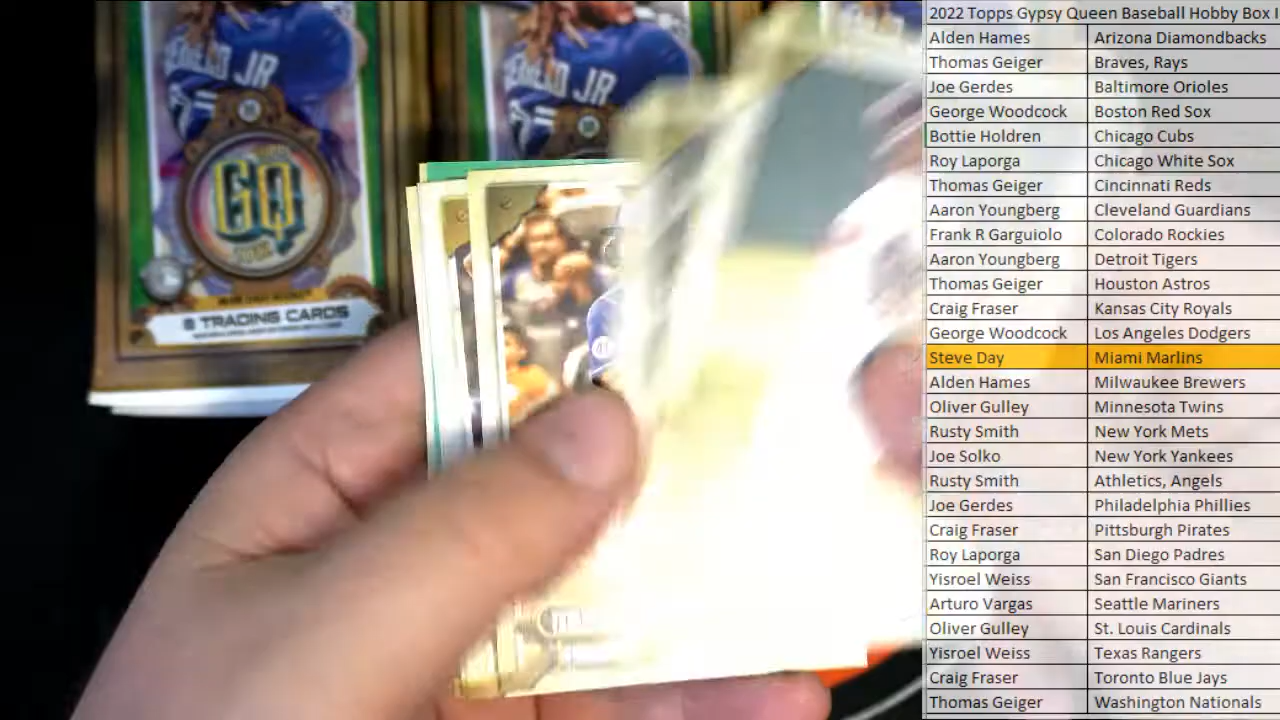 2022 Topps Gypsy Queen Baseball Hobby Box
Alden Hames Arizona Diamondbacks
Thomas Geiger Braves, Rays
Joe Gerdes Baltimore Orioles
George Woodcock Boston Red Sox
Bottie Holdren Chicago Cubs
Roy Laporga Chicago White Sox
Thomas Geiger Cincinnati Reds
Aaron Youngberg Cleveland Guardians
Frank R Garguiolo Colorado Rockies
Aaron Youngberg Detroit Tigers
Thomas Geiger Houston Astros
Craig Fraser Kansas City Royals
George Woodcock Los Angeles Dodgers
Steve Day Miami Marlins
Alden Hames Milwaukee Brewers
Oliver Gulley Minnesota Twins
Rusty Smith New York Mets
Joe Solko New York Yankees
Rusty Smith Athletics, Angels
Joe Gerdes Philadelphia Phillies
Craig Fraser Pittsburgh Pirates
Roy Laporga San Diego Padres
Yisroel Weiss San Francisco Giants
Arturo Vargas Seattle Mariners
Oliver Gulley St. Louis Cardinals
Yisroel Weiss Texas Rangers
Craig Fraser Toronto Blue Jays
Thomas Geiger Washington Nationals
JR
JR
GQ
8 TRADING CARDS